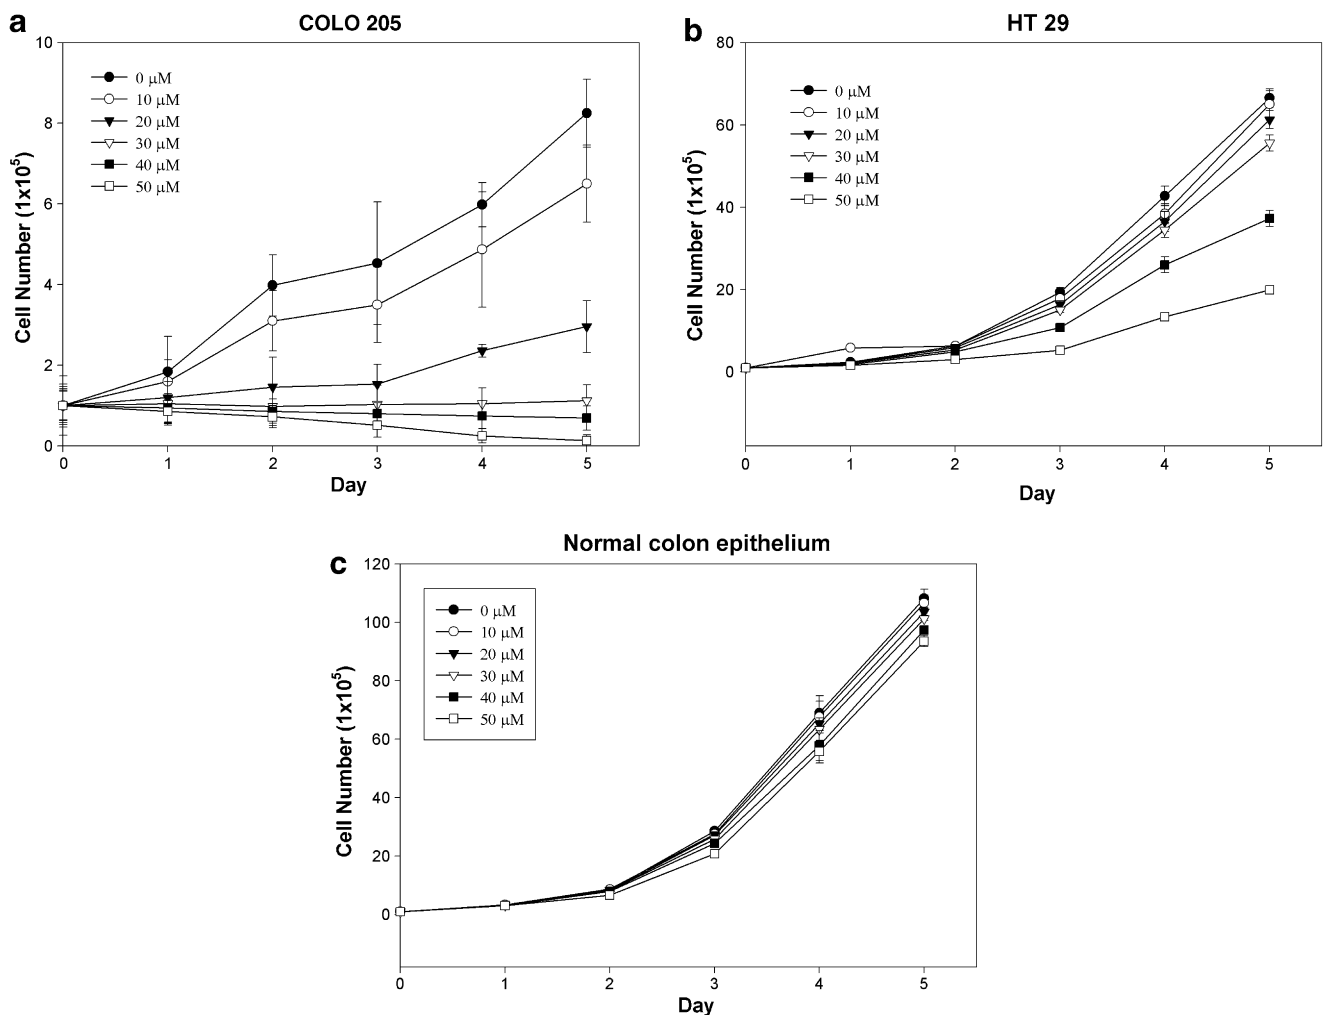 a
COLO 205
10
8
6
4
2
0
Cell Number (1x10⁵)
0 μM
10 μM
20 μM
30 μM
40 μM
50 μM
0 1 2 3 4 5
Day
b
HT 29
80
60
40
20
0
Cell Number (1x10⁵)
0 μM
10 μM
20 μM
30 μM
40 μM
50 μM
0 1 2 3 4 5
Day
c
Normal colon epithelium
120
100
80
60
40
20
0
Cell Number (1x10⁵)
0 μM
10 μM
20 μM
30 μM
40 μM
50 μM
0 1 2 3 4 5
Day